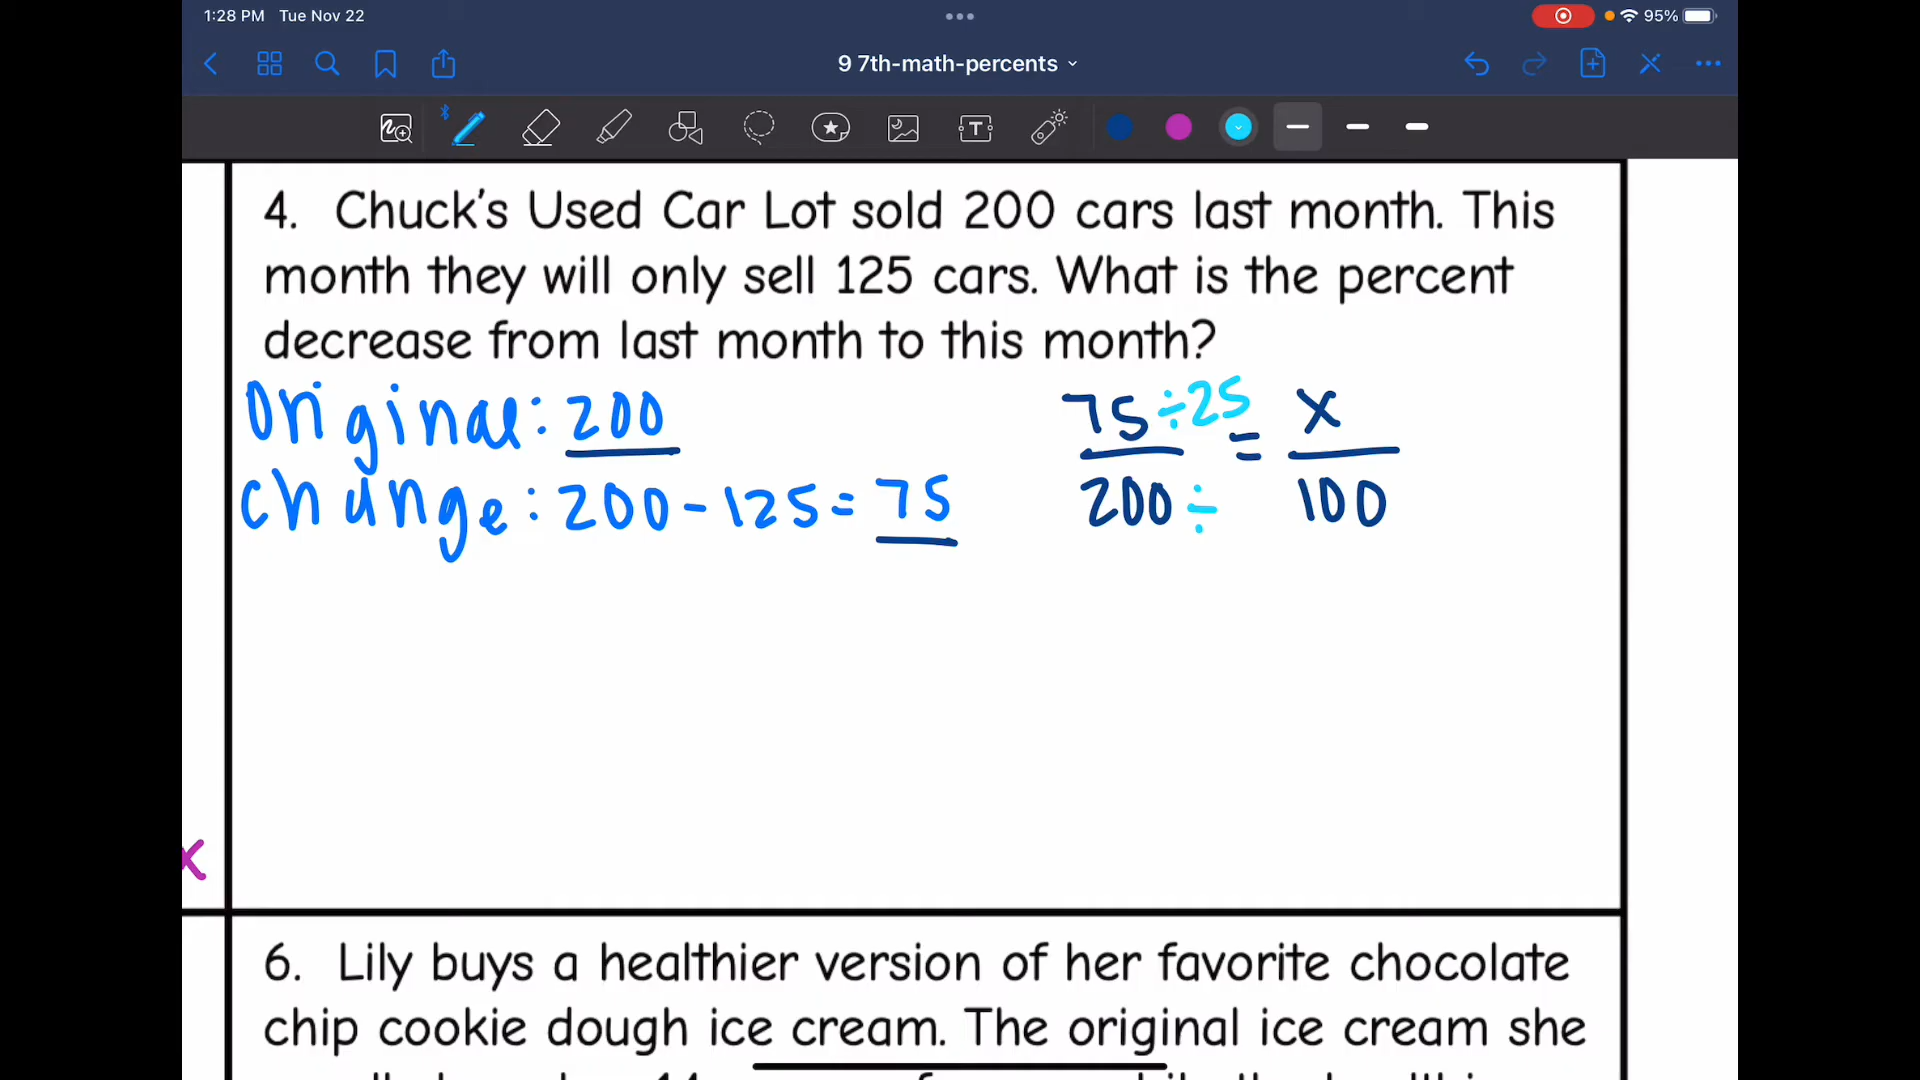 1:28 PM Tue Nov 22
95%
9 7th-math-percents
T
4. Chuck's Used Car Lot sold 200 cars last month. This
month they will only sell 125 cars. What is the percent
decrease from last month to this month?
Original: 200
change: 200 - 125 = 75
75 ÷25 = x
200 ÷ 100
x
6. Lily buys a healthier version of her favorite chocolate
chip cookie dough ice cream. The original ice cream she